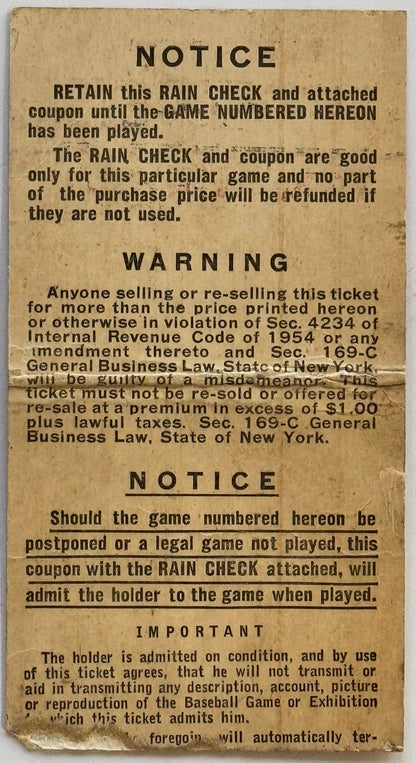 NOTICE
RETAIN this RAIN CHECK and attached
coupon until the GAME NUMBERED HEREON
has been played.
The RAIN CHECK and coupon are good
only for this particular game and no part
of the purchase price will be refunded if
they are not used.
WARNING
Anyone selling or re-selling this ticket
for more than the price printed hereon
or otherwise in violation of Sec. 4234 of
Internal Revenue Code of 1954 or any
amendment thereto and Sec. 169-C
General Business Law, State of New York,
will be guilty of a misdemeanor. This
ticket must not be re-sold or offered for
re-sale at a premium in excess of $1.00
plus lawful taxes. Sec. 169-C General
Business Law, State of New York.
NOTICE
Should the game numbered hereon be
postponed or a legal game not played, this
coupon with the RAIN CHECK attached, will
admit the holder to the game when played.
IMPORTANT
The holder is admitted on condition, and by use
of this ticket agrees, that he will not transmit or
aid in transmitting any description, account, picture
or reproduction of the Baseball Game or Exhibition
which this ticket admits him.
foregoin will automatically ter-